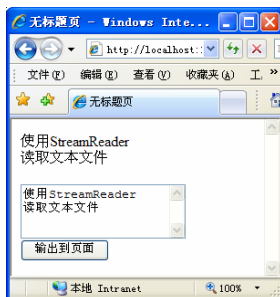 无标题页 - Windows Inte...
http://localhost::
文件(F) 编辑(E) 查看(V) 收藏夹(A) 工 »
无标题页
使用StreamReader
读取文本文件
使用StreamReader
读取文本文件
输出到页面
本地 Intranet 100%